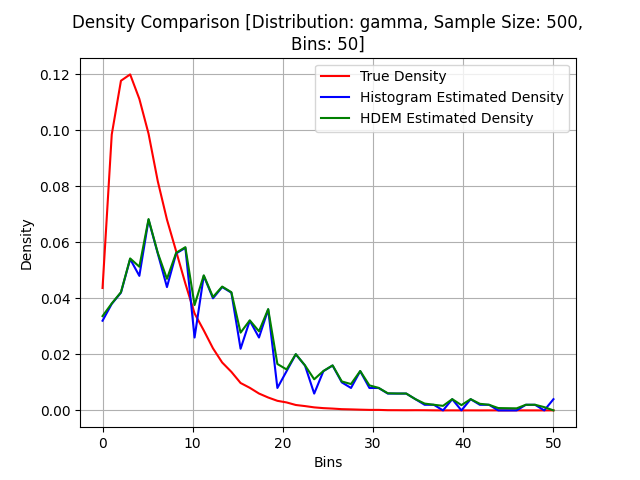 Density Comparison [Distribution: gamma, Sample Size: 500,
Bins: 50]
True Density
Histogram Estimated Density
HDEM Estimated Density
Density
0.12
0.10
0.08
0.06
0.04
0.02
0.00
0 10 20 30 40 50
Bins